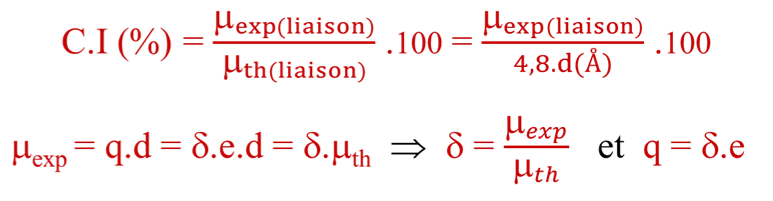 C.I (%) = μexp(liaison) / μth(liaison) .100 = μexp(liaison) / 4,8.d(Å) .100
μexp = q.d = δ.e.d = δ.μth ⇒ δ = μexp / μth et q = δ.e